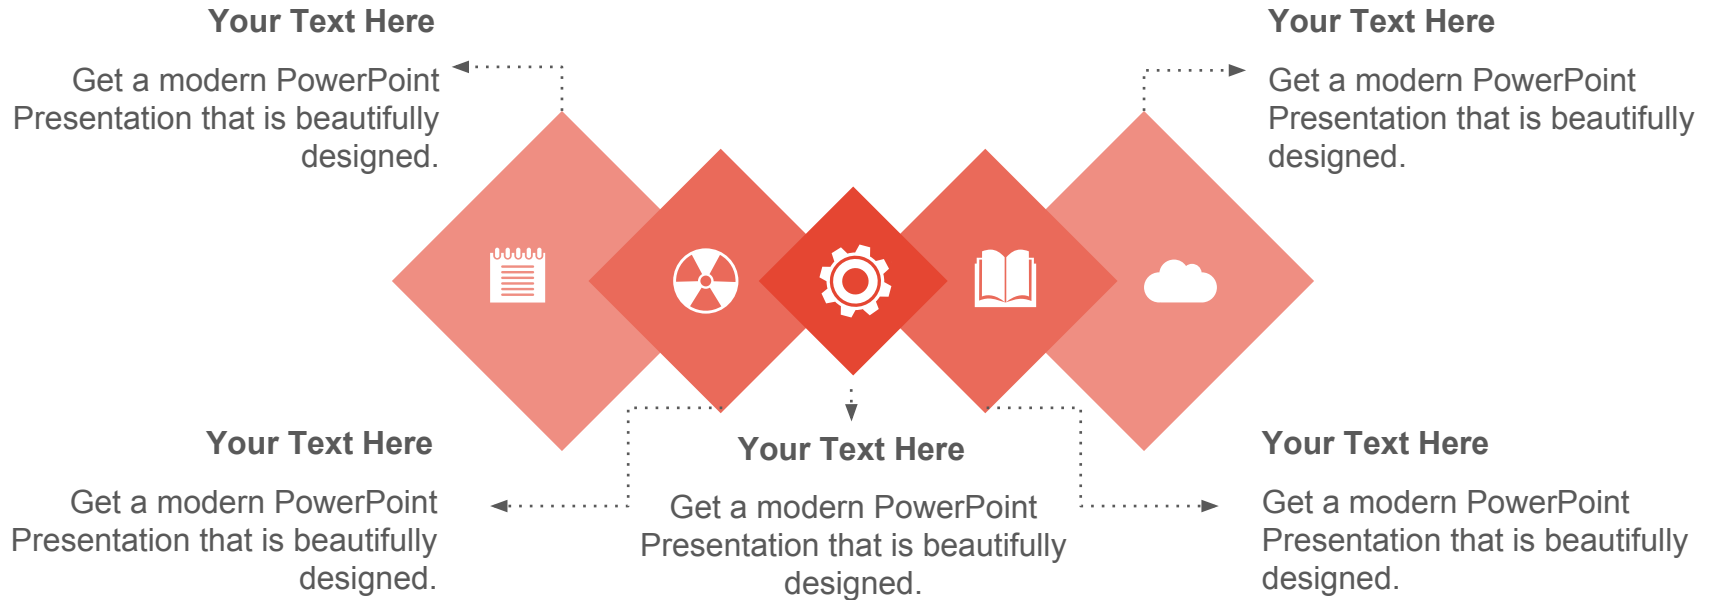 Your Text Here
Get a modern PowerPoint
Presentation that is beautifully
designed.
Your Text Here
Get a modern PowerPoint
Presentation that is beautifully
designed.
Your Text Here
Get a modern PowerPoint
Presentation that is beautifully
designed.
Your Text Here
Get a modern PowerPoint
Presentation that is beautifully
designed.
Your Text Here
Get a modern PowerPoint
Presentation that is beautifully
designed.